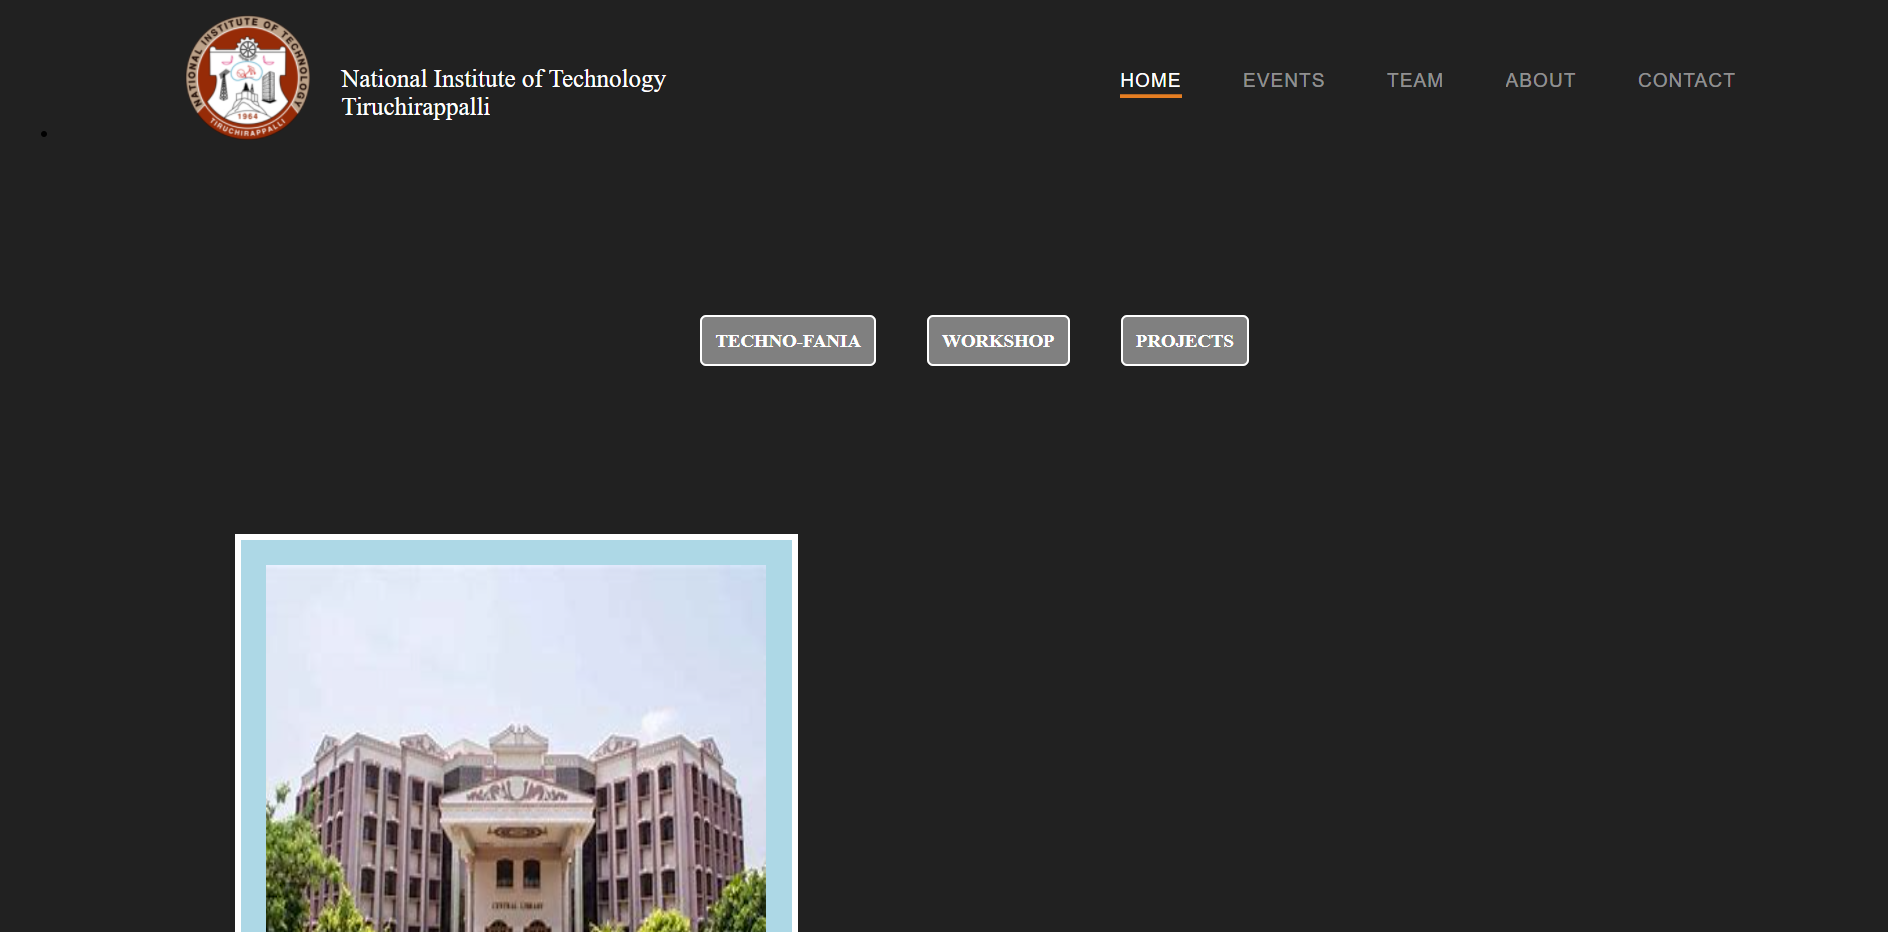 NATIONAL INSTITUTE OF TECHNOLOGY
1964
TIRUCHIRAPPALLI
National Institute of Technology
Tiruchirappalli
HOME EVENTS TEAM ABOUT CONTACT
TECHNO-FANIA WORKSHOP PROJECTS
CENTRAL LIBRARY